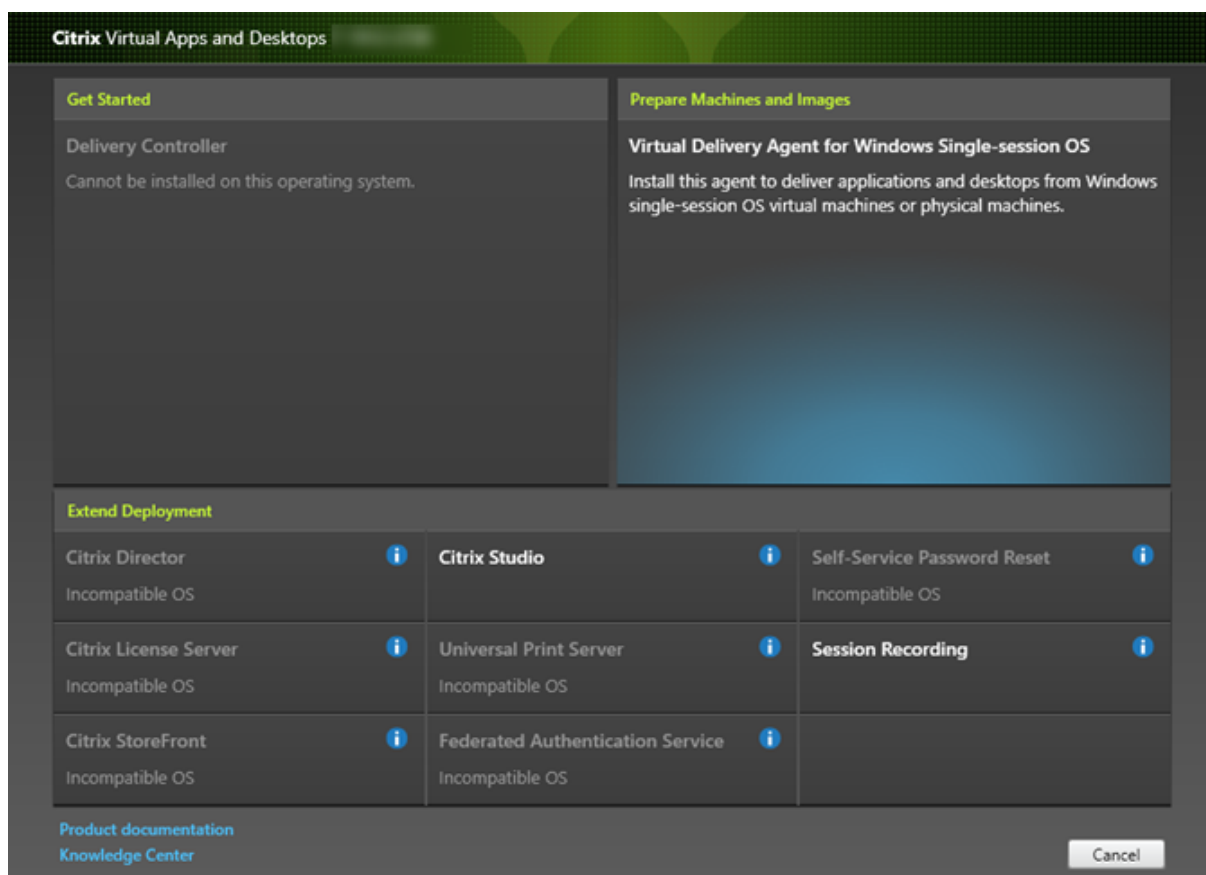 Citrix Virtual Apps and Desktops
Get Started
Delivery Controller
Cannot be installed on this operating system.
Prepare Machines and Images
Virtual Delivery Agent for Windows Single-session OS
Install this agent to deliver applications and desktops from Windows
single-session OS virtual machines or physical machines.
Extend Deployment
Citrix Director
Incompatible OS
Citrix Studio
Self-Service Password Reset
Incompatible OS
Citrix License Server
Incompatible OS
Universal Print Server
Incompatible OS
Session Recording
Citrix StoreFront
Incompatible OS
Federated Authentication Service
Incompatible OS
Product documentation
Knowledge Center
Cancel